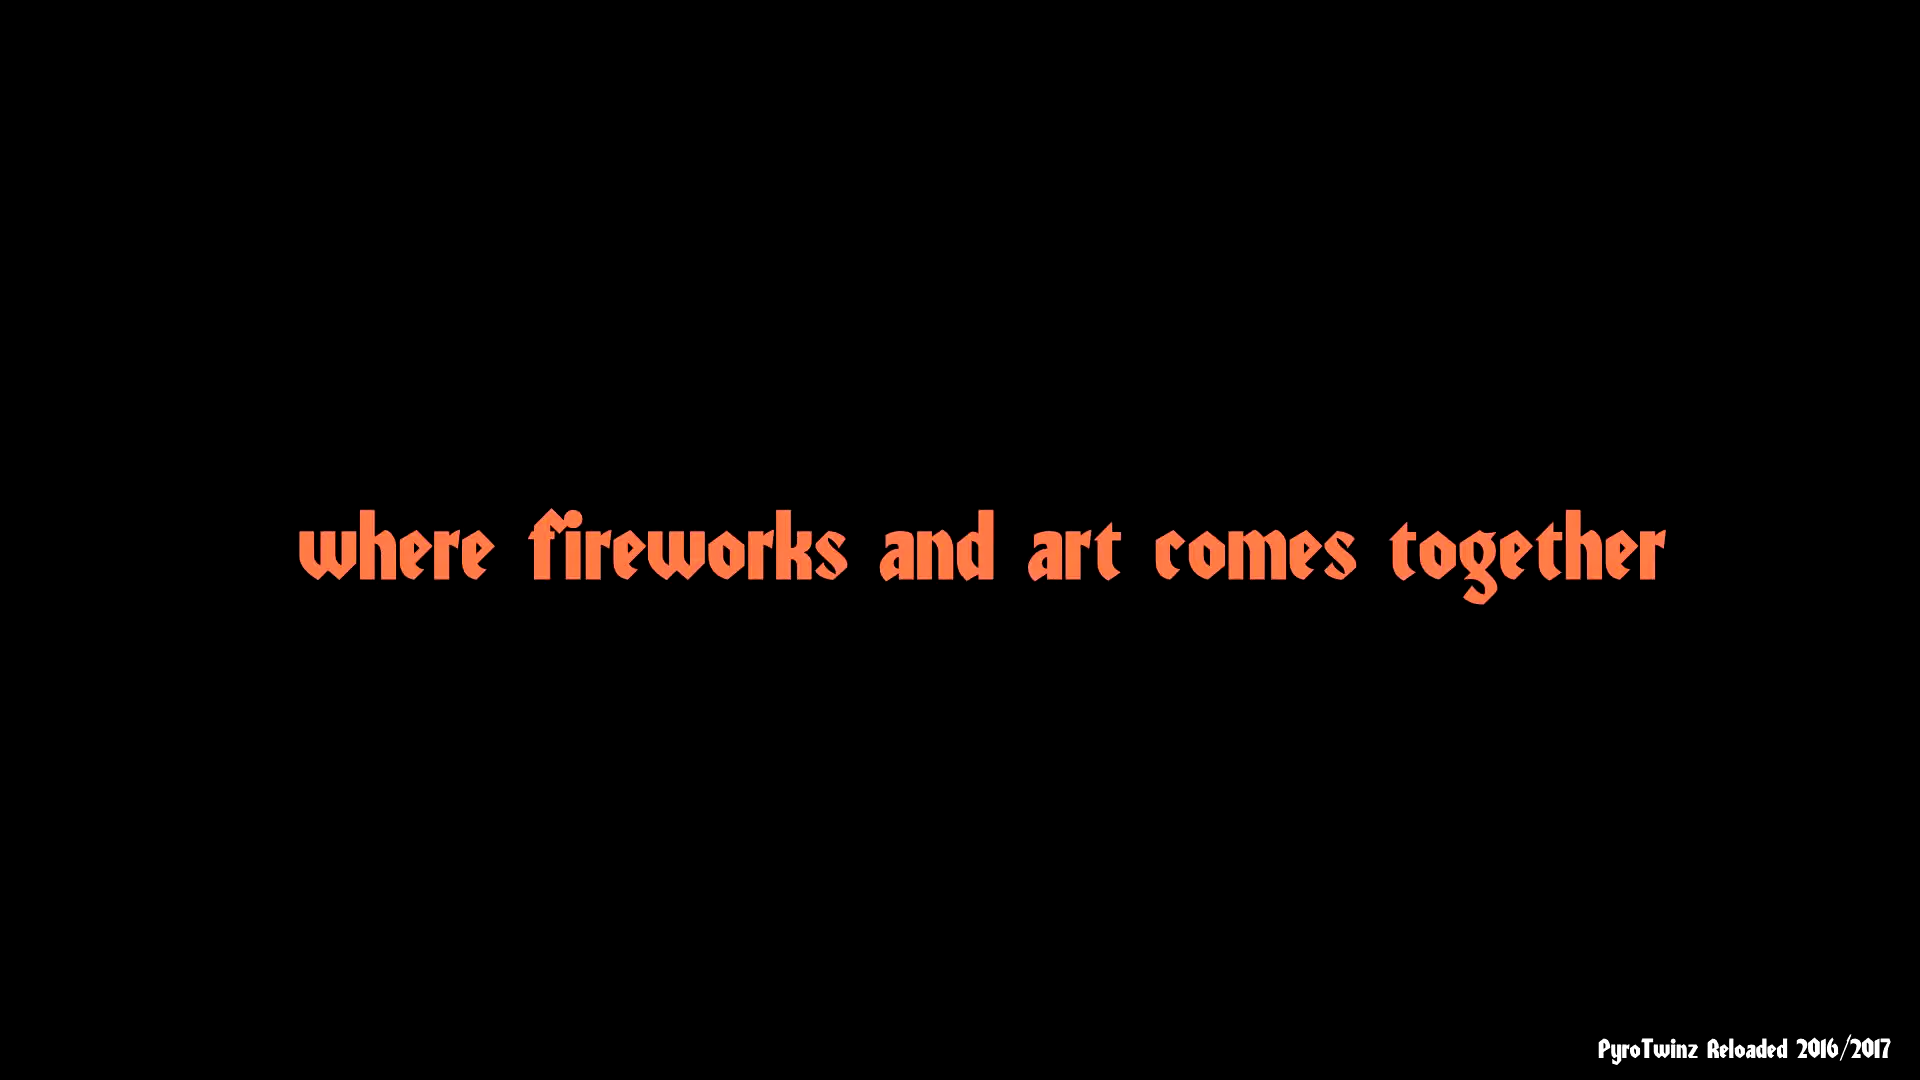 where fireworks and art comes together
PyroTwinz Reloaded 2016/2017